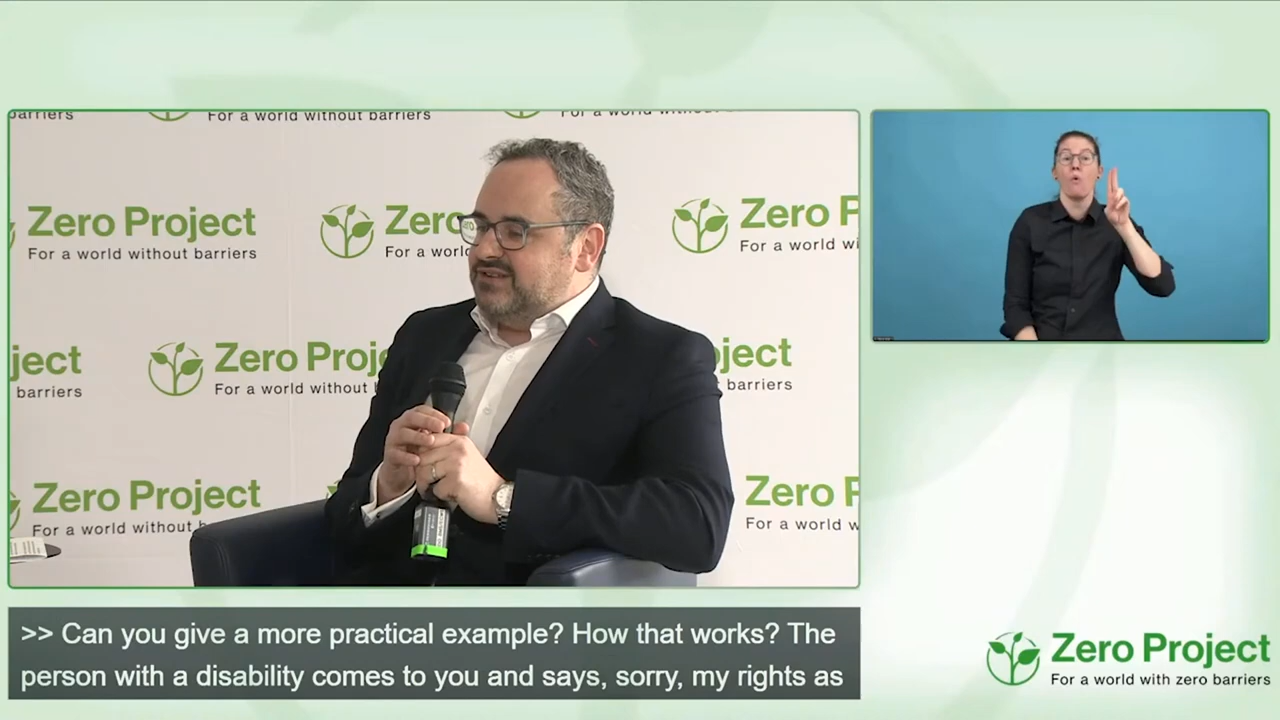 barriers
For a world without barriers
For a world without
Zero Project
For a world without barriers
Zero
For a wo
Zero P
For a world wi
ject
barriers
Zero Proje
For a world without
ject
barriers
Zero Project
For a world without b
Zero P
For a world w
>> Can you give a more practical example? How that works? The
person with a disability comes to you and says, sorry, my rights as
Zero Project
For a world with zero barriers